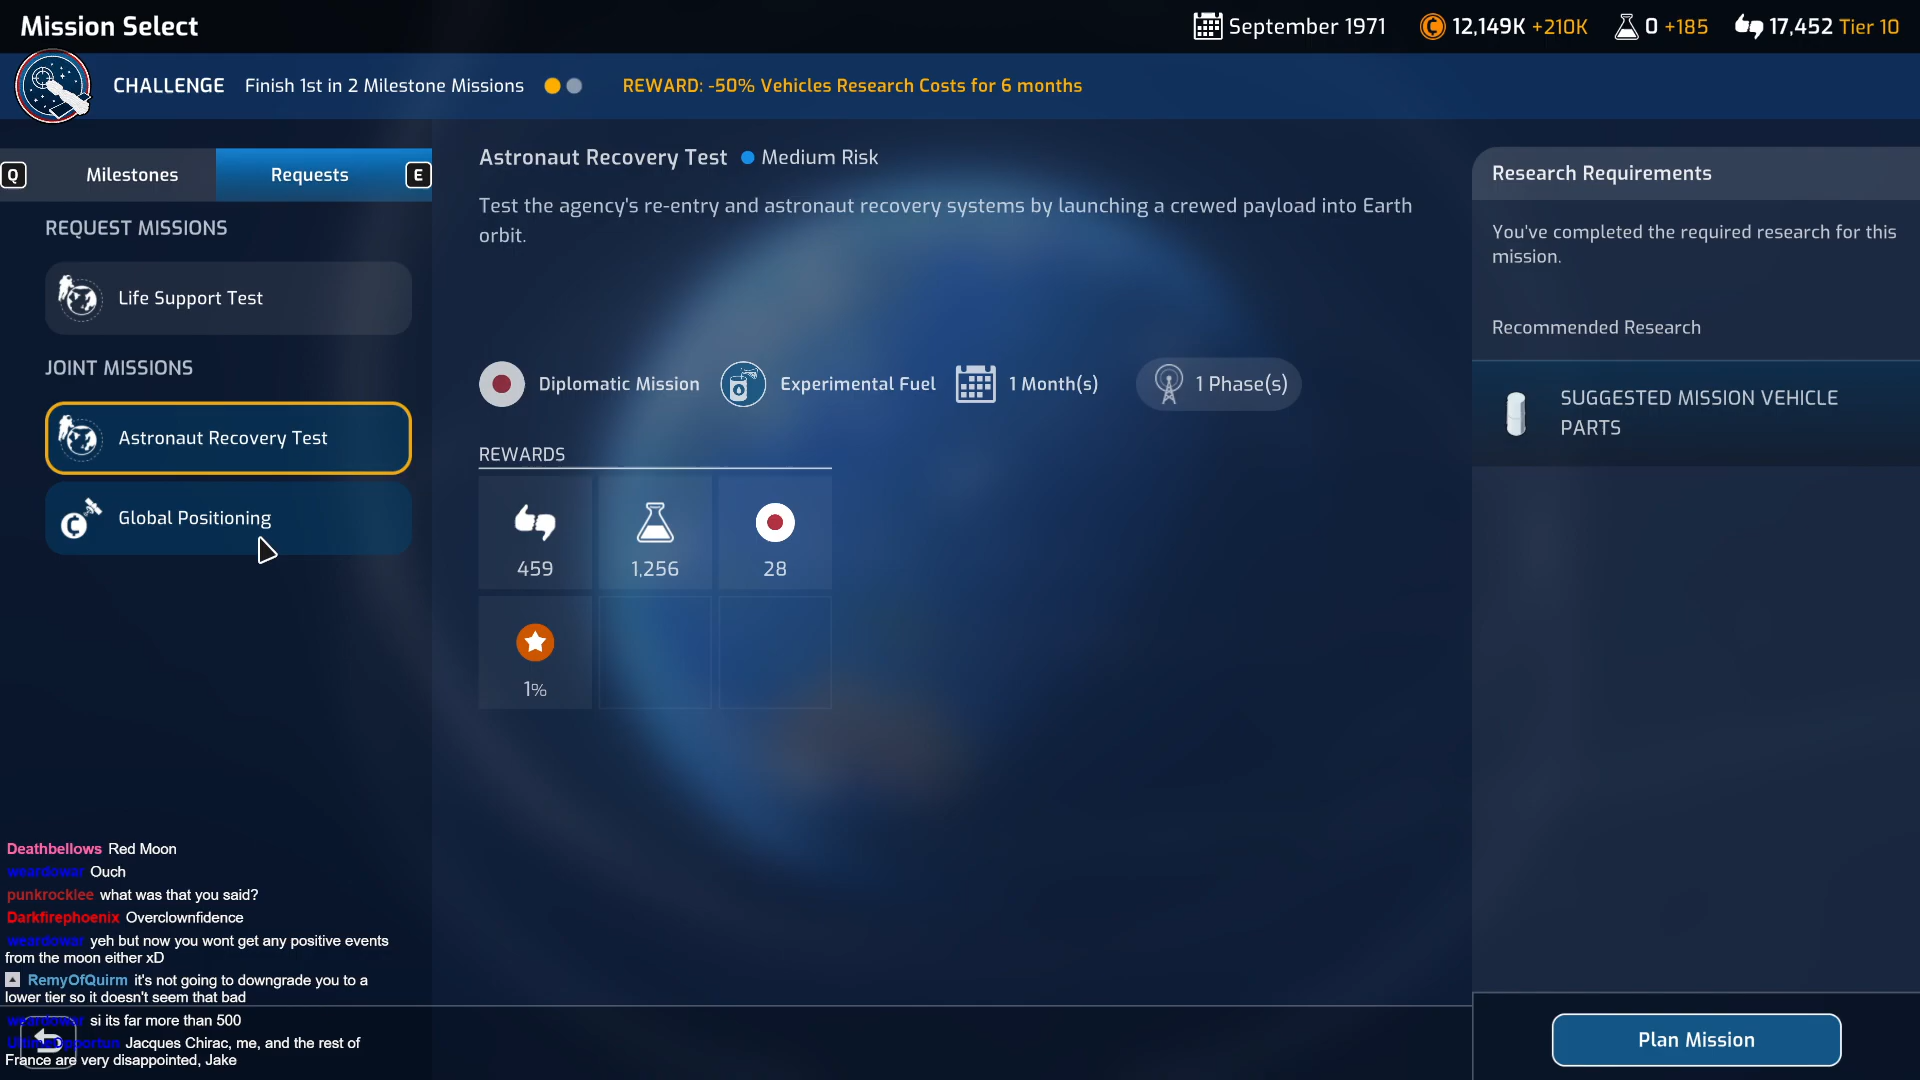 Mission Select
September 1971
12,149K +210K
0 +185
17,452 Tier 10
CHALLENGE Finish 1st in 2 Milestone Missions
REWARD: -50% Vehicles Research Costs for 6 months
Q
Milestones
Requests
E
REQUEST MISSIONS
Life Support Test
JOINT MISSIONS
Astronaut Recovery Test
Global Positioning
Astronaut Recovery Test
Medium Risk
Test the agency's re-entry and astronaut recovery systems by launching a crewed payload into Earth
orbit.
Diplomatic Mission
Experimental Fuel
1 Month(s)
1 Phase(s)
REWARDS
459
1,256
28
1%
Research Requirements
You've completed the required research for this
mission.
Recommended Research
SUGGESTED MISSION VEHICLE
PARTS
Deathbellows Red Moon
weardowar Ouch
punkrocklee what was that you said?
Darkfirephoenix Overclownfidence
weardowar yeh but now you wont get any positive events
from the moon either xD
RemyOfQuirm it's not going to downgrade you to a
lower tier so it doesn't seem that bad
weardowar si its far more than 500
UltimeOpportun Jacques Chirac, me, and the rest of
France are very disappointed, Jake
Plan Mission